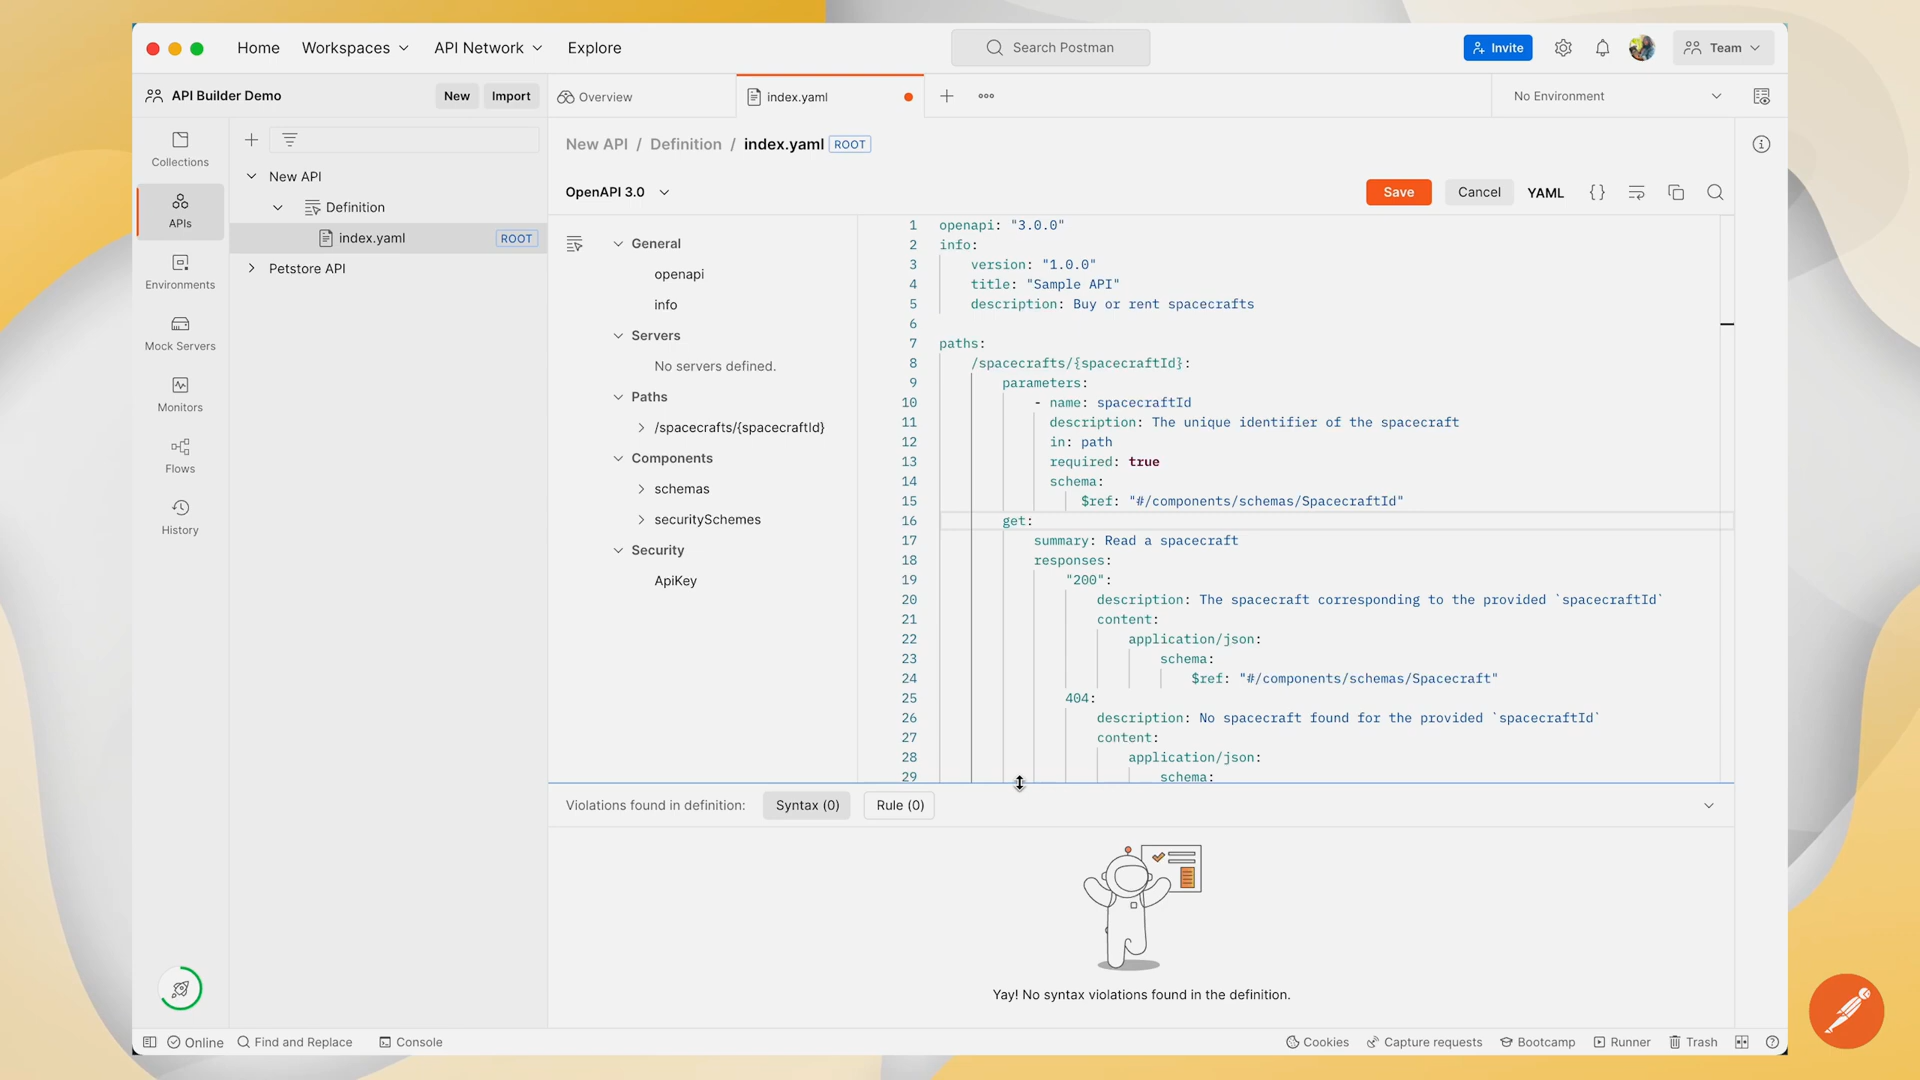 Home Workspaces API Network Explore Search Postman Invite Team
API Builder Demo New Import Overview index.yaml No Environment
Collections
APIs
Environments
Mock Servers
Monitors
Flows
History
New API
Definition
index.yaml ROOT
Petstore API
New API / Definition / index.yaml ROOT
OpenAPI 3.0 Save Cancel YAML
General
openapi
info
Servers
No servers defined.
Paths
/spacecrafts/{spacecraftId}
Components
schemas
securitySchemes
Security
ApiKey
1 openapi: "3.0.0"
2 info:
3 version: "1.0.0"
4 title: "Sample API"
5 description: Buy or rent spacecrafts
6
7 paths:
8 /spacecrafts/{spacecraftId}:
9 parameters:
10 - name: spacecraftId
11 description: The unique identifier of the spacecraft
12 in: path
13 required: true
14 schema:
15 $ref: "#/components/schemas/SpacecraftId"
16 get:
17 summary: Read a spacecraft
18 responses:
19 "200":
20 description: The spacecraft corresponding to the provided `spacecraftId`
21 content:
22 application/json:
23 schema:
24 $ref: "#/components/schemas/Spacecraft"
25 404:
26 description: No spacecraft found for the provided `spacecraftId`
27 content:
28 application/json:
29 schema:
Violations found in definition: Syntax (0) Rule (0)
Yay! No syntax violations found in the definition.
Online Find and Replace Console Cookies Capture requests Bootcamp Runner Trash